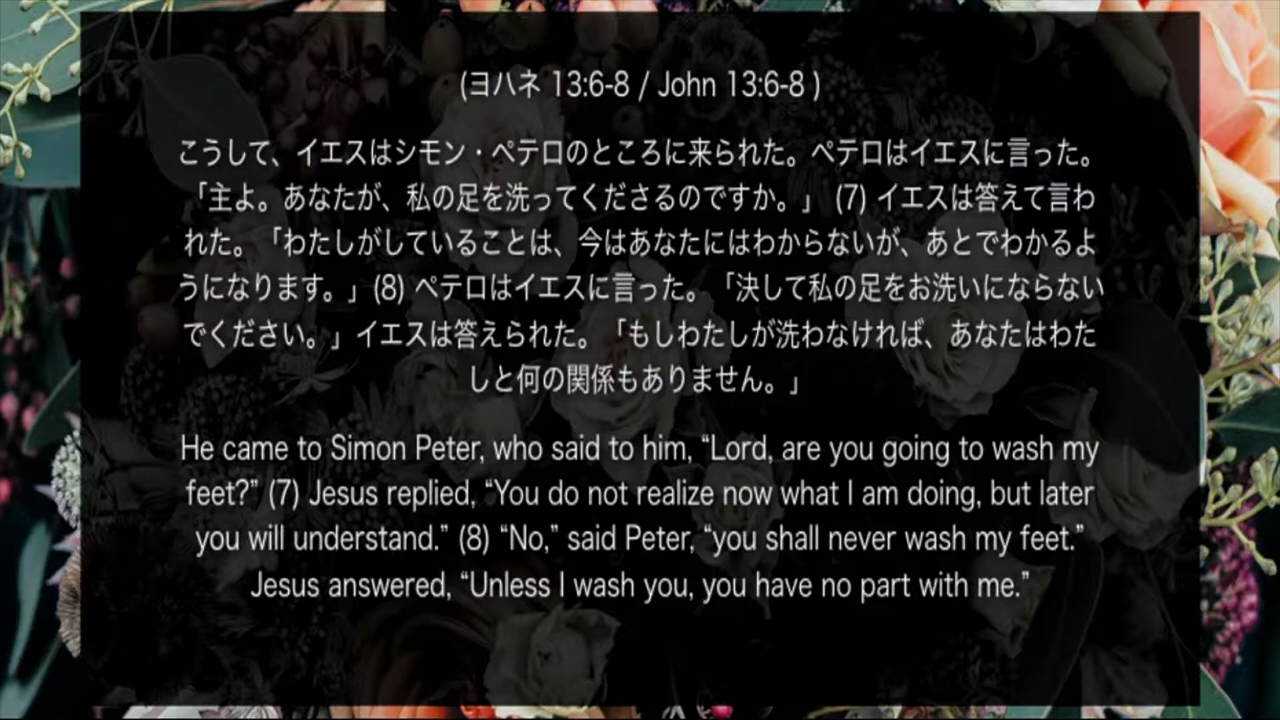 (ヨハネ 13:6-8 / John 13:6-8 )
こうして、イエスはシモン・ペテロのところに来られた。ペテロはイエスに言った。
「主よ。あなたが、私の足を洗ってくださるのですか。」 (7) イエスは答えて言わ
れた。「わたしがしていることは、今はあなたにはわからないが、あとでわかるよ
うになります。」(8) ペテロはイエスに言った。「決して私の足をお洗いにならない
でください。」イエスは答えられた。「もしわたしが洗わなければ、あなたはわた
しと何の関係もありません。」
He came to Simon Peter, who said to him, “Lord, are you going to wash my
feet?” (7) Jesus replied, “You do not realize now what I am doing, but later
you will understand.” (8) “No,” said Peter, “you shall never wash my feet.”
Jesus answered, “Unless I wash you, you have no part with me.”